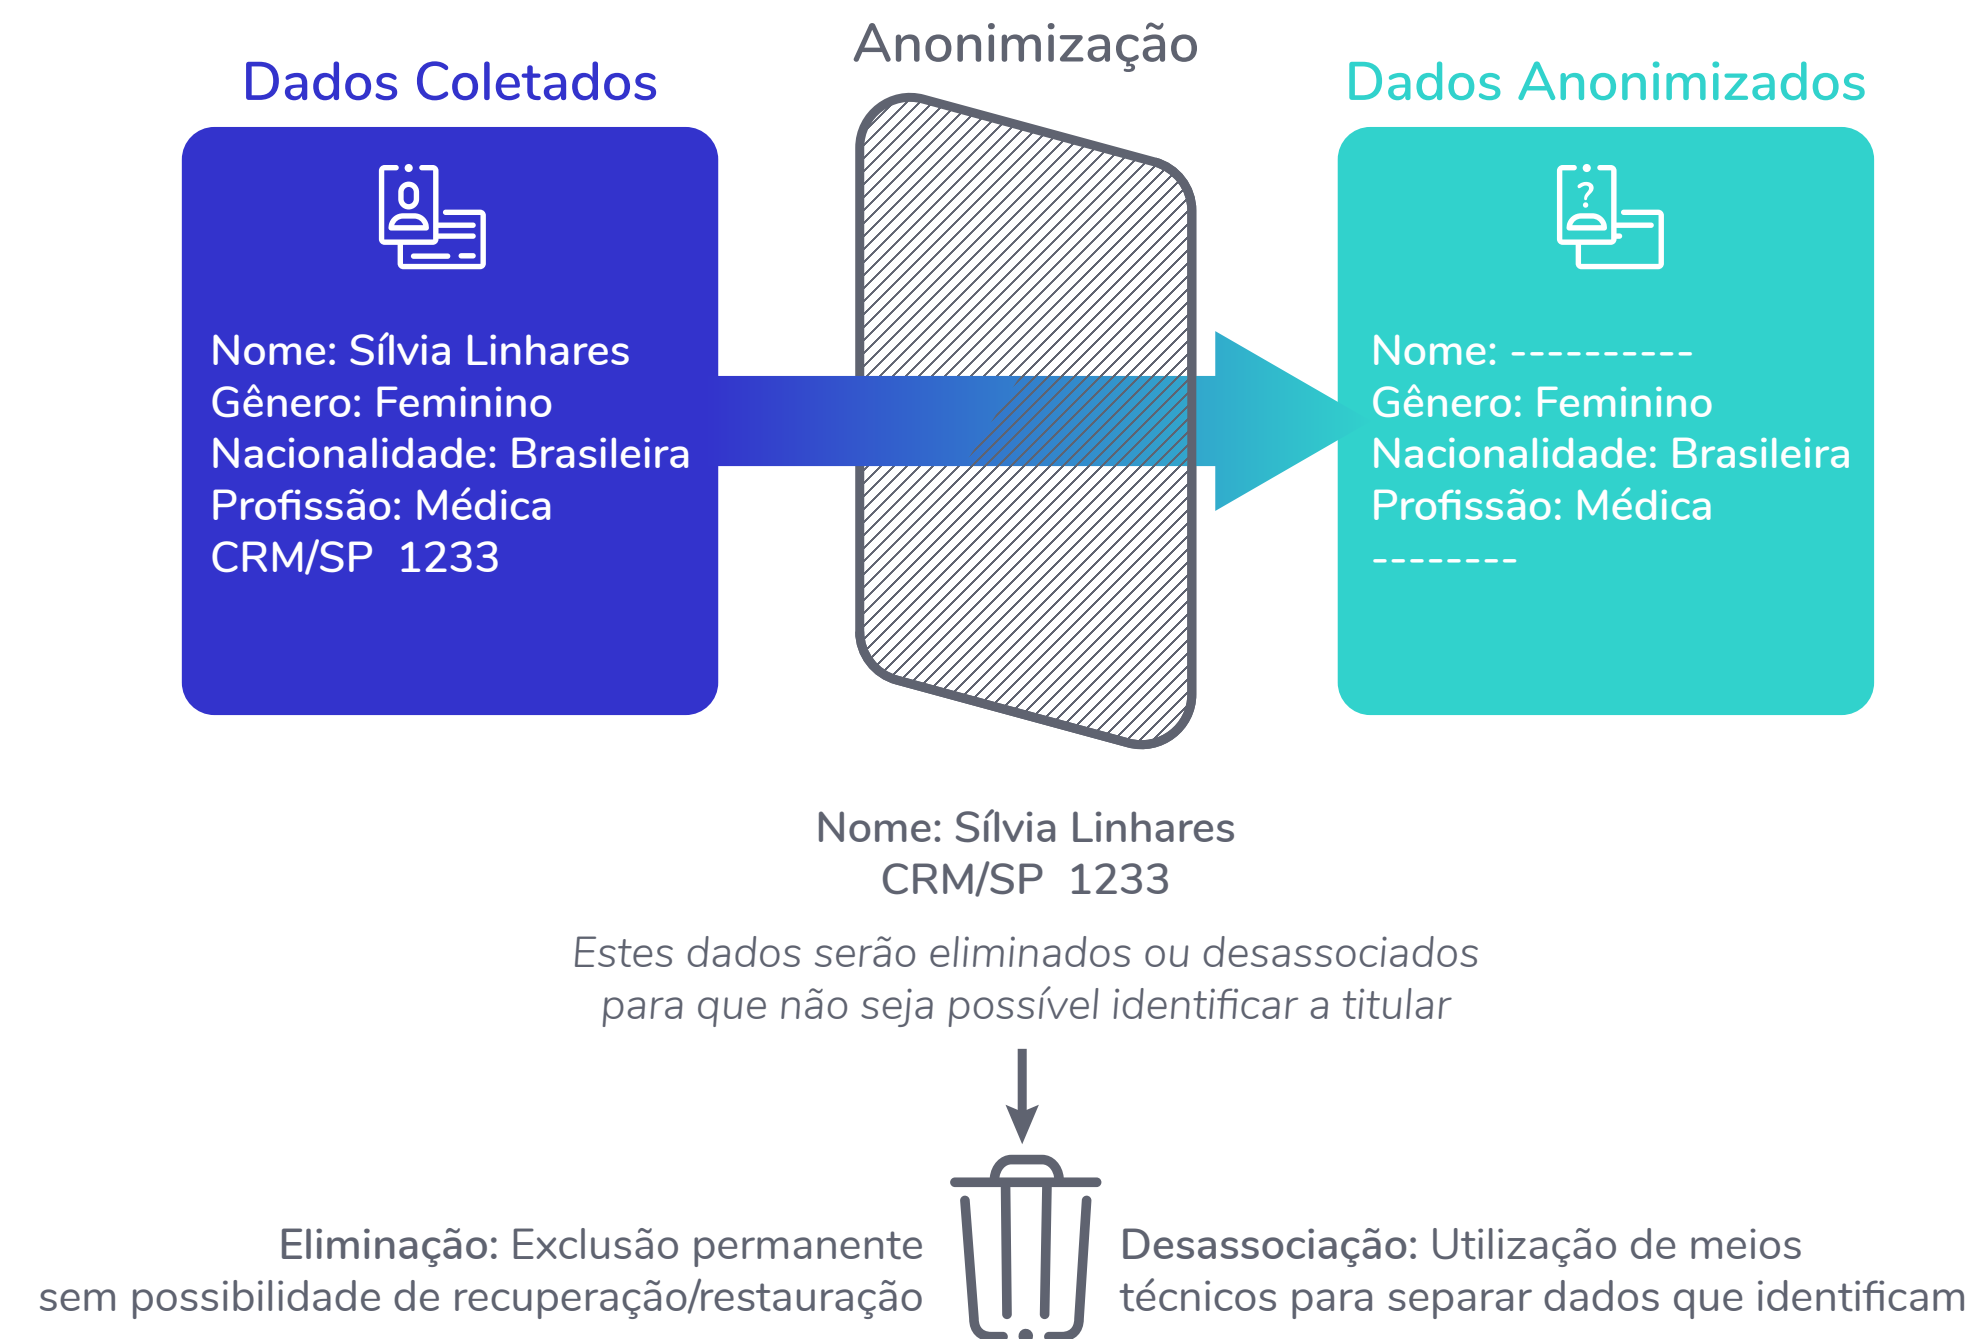 Anonimização
Dados Coletados
Nome: Sílvia Linhares
Gênero: Feminino
Nacionalidade: Brasileira
Profissão: Médica
CRM/SP 1233
Dados Anonimizados
?
Nome: ----------
Gênero: Feminino
Nacionalidade: Brasileira
Profissão: Médica
--------
Nome: Sílvia Linhares
CRM/SP 1233
Estes dados serão eliminados ou desassociados
para que não seja possível identificar a titular
Eliminação: Exclusão permanente
sem possibilidade de recuperação/restauração
Desassociação: Utilização de meios
técnicos para separar dados que identificam